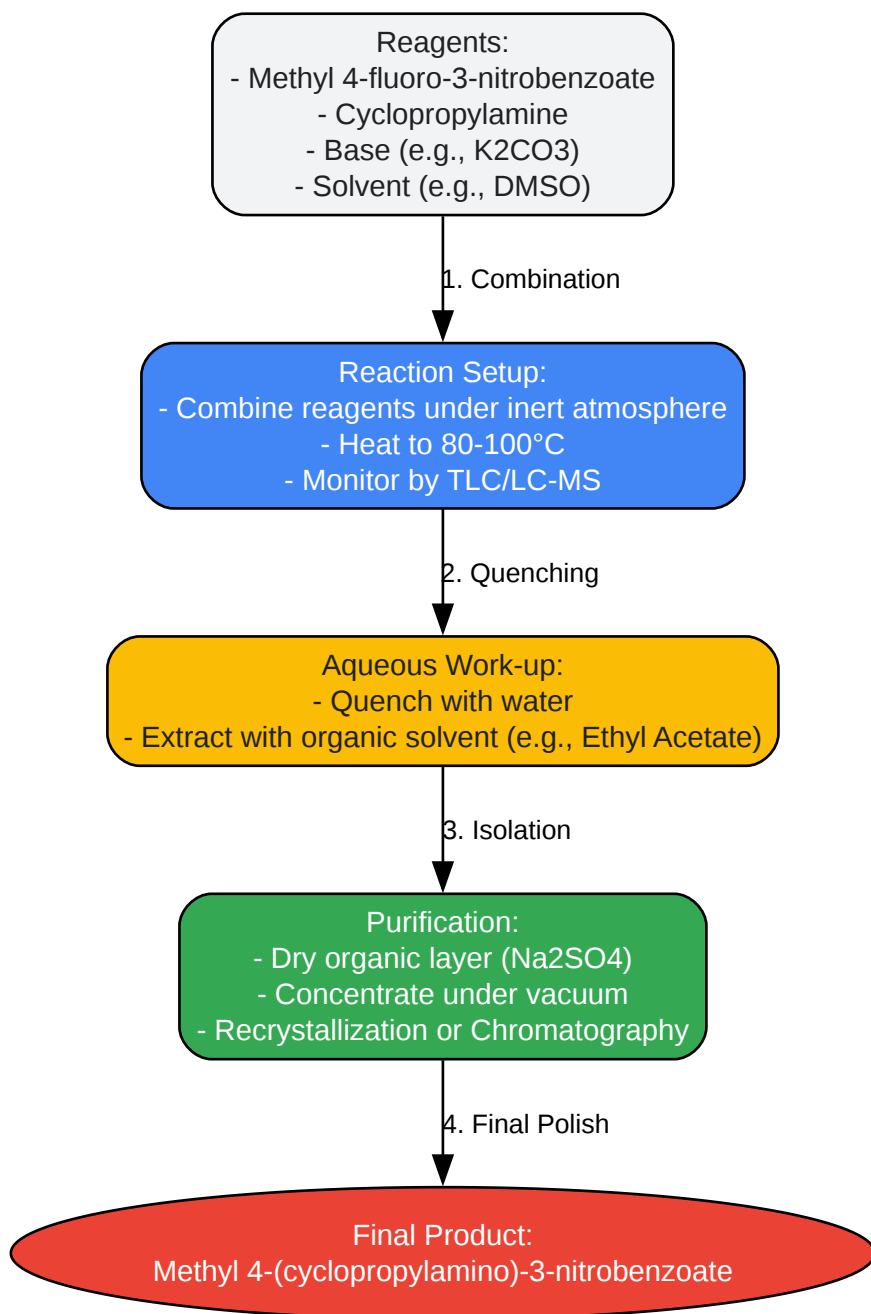 Reagents:
- Methyl 4-fluoro-3-nitrobenzoate
- Cyclopropylamine
- Base (e.g., K2CO3)
- Solvent (e.g., DMSO)
1. Combination
Reaction Setup:
- Combine reagents under inert atmosphere
- Heat to 80-100°C
- Monitor by TLC/LC-MS
2. Quenching
Aqueous Work-up:
- Quench with water
- Extract with organic solvent (e.g., Ethyl Acetate)
3. Isolation
Purification:
- Dry organic layer (Na2SO4)
- Concentrate under vacuum
- Recrystallization or Chromatography
4. Final Polish
Final Product:
Methyl 4-(cyclopropylamino)-3-nitrobenzoate